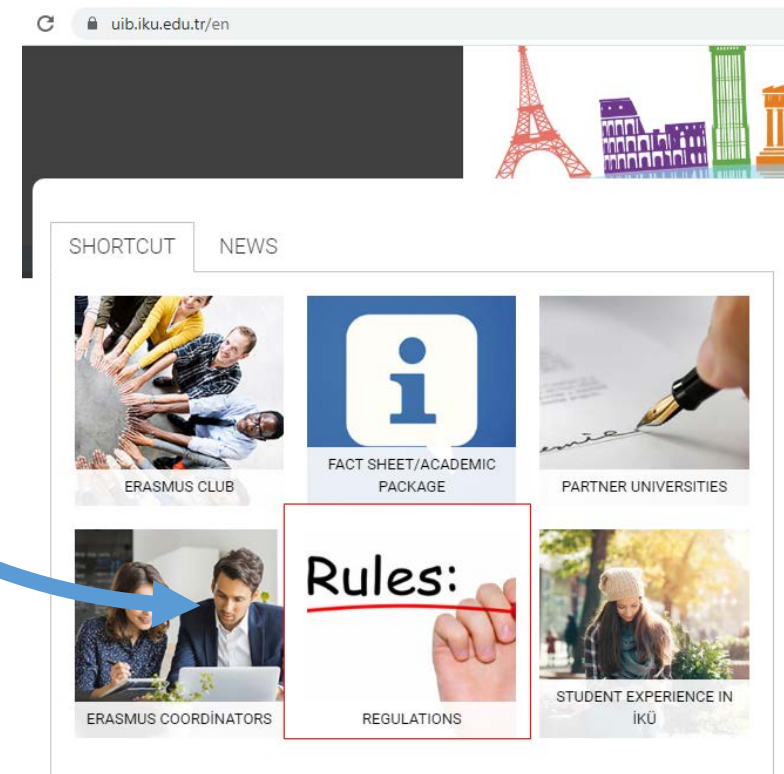 uib.iku.edu.tr/en
SHORTCUT
NEWS
ERASMUS CLUB
FACT SHEET/ACADEMIC
PACKAGE
PARTNER UNIVERSITIES
Rules:
ERASMUS COORDİNATORS
REGULATIONS
STUDENT EXPERIENCE IN
İKÜ